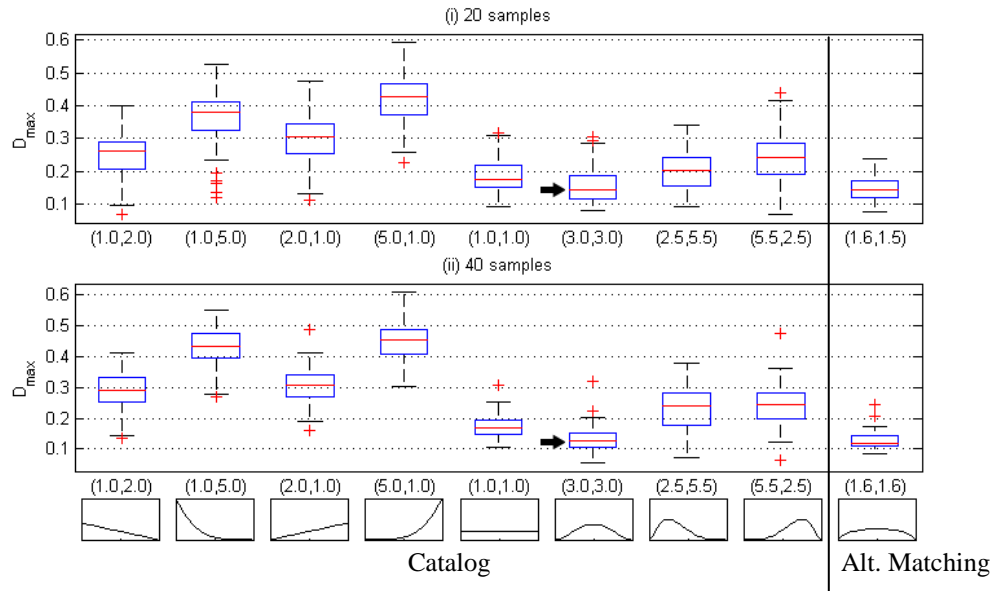 (i) 20 samples
D_max
0.6
0.5
0.4
0.3
0.2
0.1
(1.0,2.0) (1.0,5.0) (2.0,1.0) (5.0,1.0) (1.0,1.0) (3.0,3.0) (2.5,5.5) (5.5,2.5) (1.6,1.5)
(ii) 40 samples
D_max
0.6
0.5
0.4
0.3
0.2
0.1
(1.0,2.0) (1.0,5.0) (2.0,1.0) (5.0,1.0) (1.0,1.0) (3.0,3.0) (2.5,5.5) (5.5,2.5) (1.6,1.6)
Catalog Alt. Matching